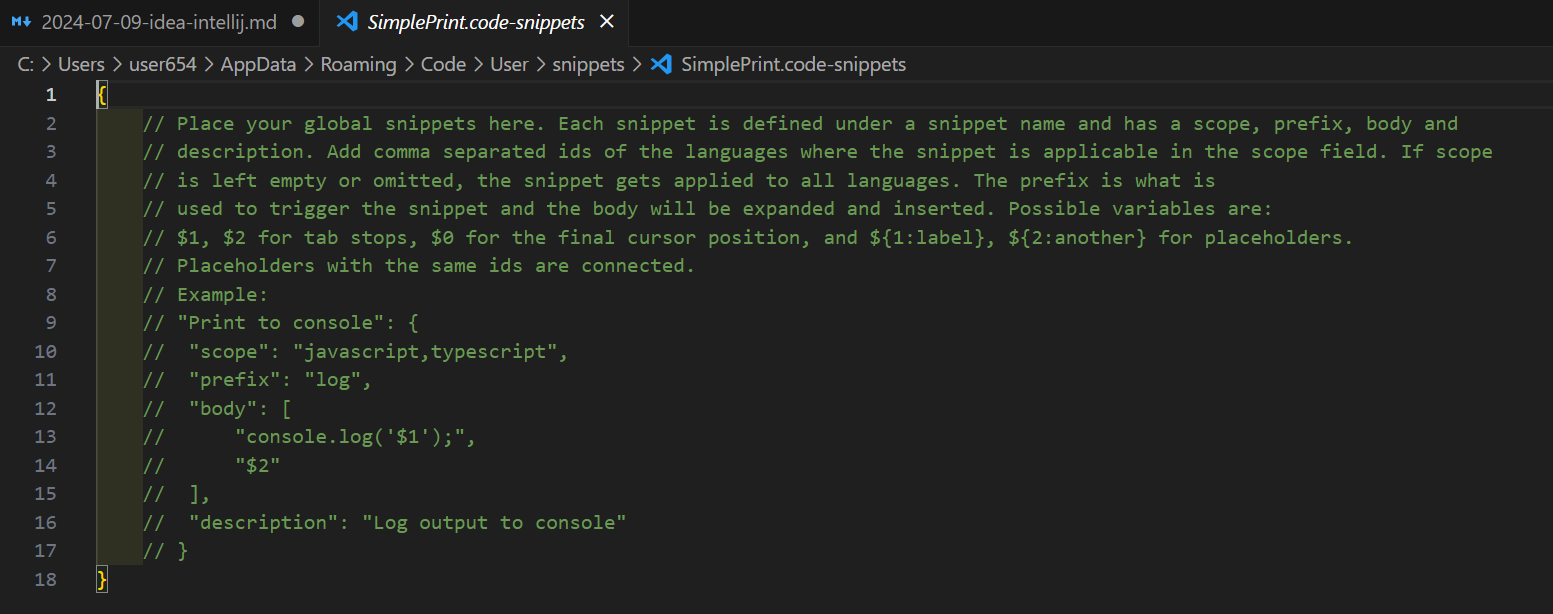 2024-07-09-idea-intellij.md SimplePrint.code-snippets
C: > Users > user654 > AppData > Roaming > Code > User > snippets > SimplePrint.code-snippets
1 {
2 // Place your global snippets here. Each snippet is defined under a snippet name and has a scope, prefix, body and
3 // description. Add comma separated ids of the languages where the snippet is applicable in the scope field. If scope
4 // is left empty or omitted, the snippet gets applied to all languages. The prefix is what is
5 // used to trigger the snippet and the body will be expanded and inserted. Possible variables are:
6 // $1, $2 for tab stops, $0 for the final cursor position, and ${1:label}, ${2:another} for placeholders.
7 // Placeholders with the same ids are connected.
8 // Example:
9 // "Print to console": {
10 // "scope": "javascript,typescript",
11 // "prefix": "log",
12 // "body": [
13 // "console.log('$1');",
14 // "$2"
15 // ],
16 // "description": "Log output to console"
17 // }
18 }